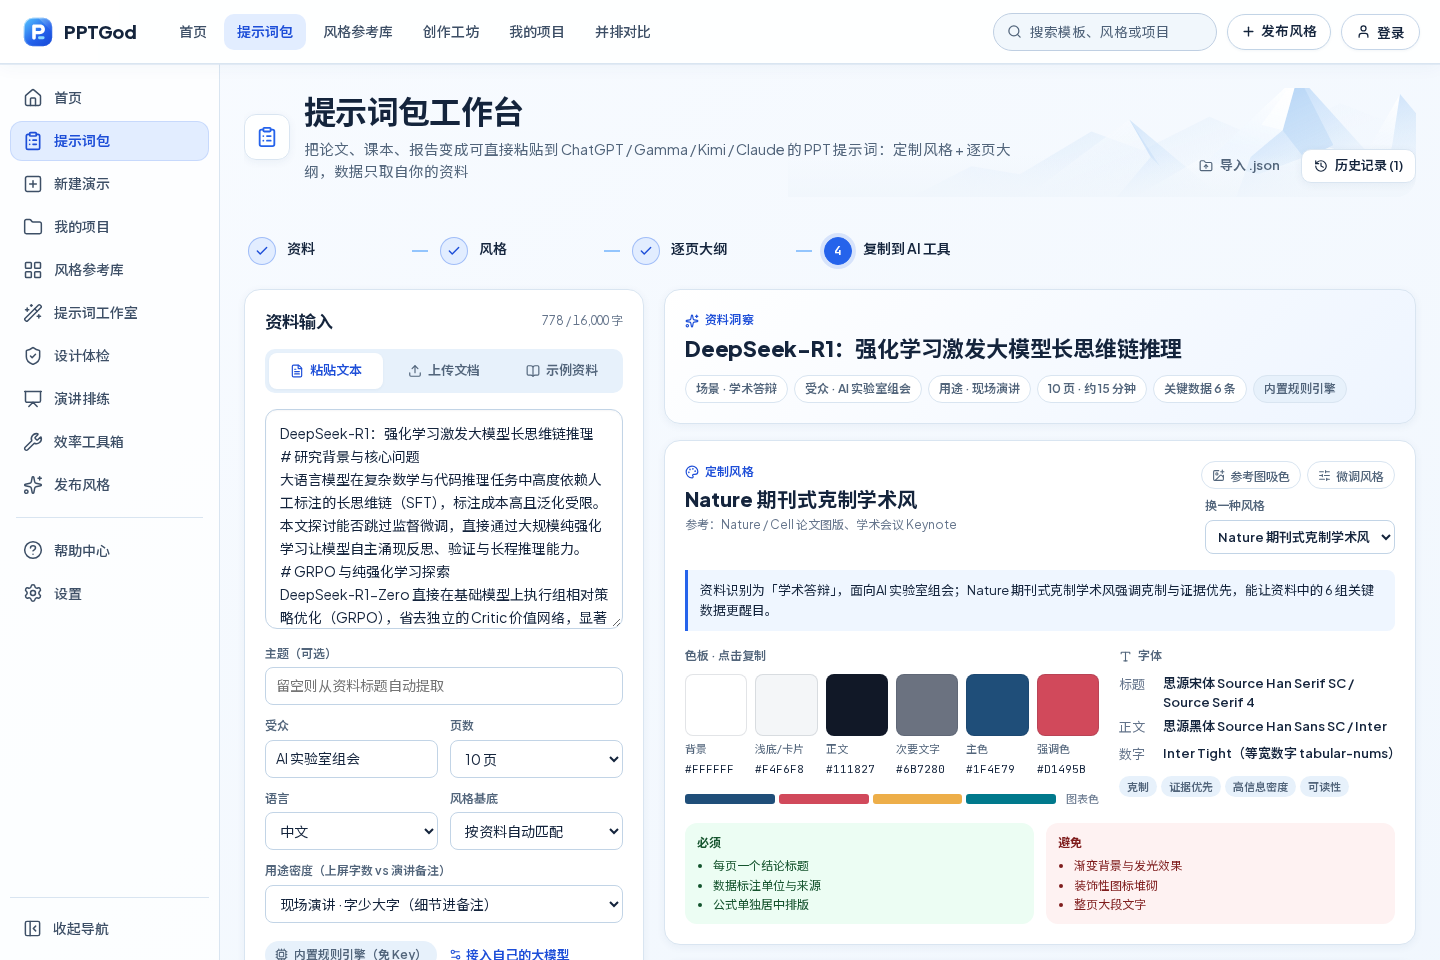 PPTGod
首页
提示词包
风格参考库
创作工坊
我的项目
并排对比
搜索模板、风格或项目
发布风格
登录
首页
提示词包
新建演示
我的项目
风格参考库
提示词工作室
设计体检
演讲排练
效率工具箱
发布风格
帮助中心
设置
收起导航
提示词包工作台
把论文、课本、报告变成可直接粘贴到 ChatGPT / Gamma / Kimi / Claude 的 PPT 提示词：定制风格 + 逐页大
纲，数据只取自你的资料
导入 .json
历史记录 (1)
资料
风格
逐页大纲
4 复制到 AI 工具
资料输入
778 / 16,000 字
粘贴文本
上传文档
示例资料
DeepSeek-R1：强化学习激发大模型长思维链推理
# 研究背景与核心问题
大语言模型在复杂数学与代码推理任务中高度依赖人
工标注的长思维链（SFT），标注成本高且泛化受限。
本文探讨能否跳过监督微调，直接通过大规模纯强化
学习让模型自主涌现反思、验证与长程推理能力。
# GRPO 与纯强化学习探索
DeepSeek-R1-Zero 直接在基础模型上执行组相对策
略优化（GRPO），省去独立的 Critic 价值网络，显著
主题（可选）
留空则从资料标题自动提取
受众
页数
AI 实验室组会
10 页
语言
风格基底
中文
按资料自动匹配
用途密度（上屏字数 vs 演讲备注）
现场演讲 · 字少大字（细节进备注）
内置规则引擎（免 Key）
接入自己的大模型
资料洞察
DeepSeek-R1：强化学习激发大模型长思维链推理
场景 · 学术答辩
受众 · AI 实验室组会
用途 · 现场演讲
10 页 · 约 15 分钟
关键数据 6 条
内置规则引擎
定制风格
Nature 期刊式克制学术风
参考：Nature / Cell 论文图版、学术会议 Keynote
参考图吸色
微调风格
换一种风格
Nature 期刊式克制学术风
资料识别为「学术答辩」，面向AI 实验室组会；Nature 期刊式克制学术风强调克制与证据优先，能让资料中的 6 组关键
数据更醒目。
色板 · 点击复制
背景
浅底/卡片
正文
次要文字
主色
强调色
#FFFFFF
#F4F6F8
#111827
#6B7280
#1F4E79
#D1495B
图表色
字体
标题 思源宋体 Source Han Serif SC /
Source Serif 4
正文 思源黑体 Source Han Sans SC / Inter
数字 Inter Tight（等宽数字 tabular-nums）
克制
证据优先
高信息密度
可读性
必须
• 每页一个结论标题
• 数据标注单位与来源
• 公式单独居中排版
避免
• 渐变背景与发光效果
• 装饰性图标堆砌
• 整页大段文字